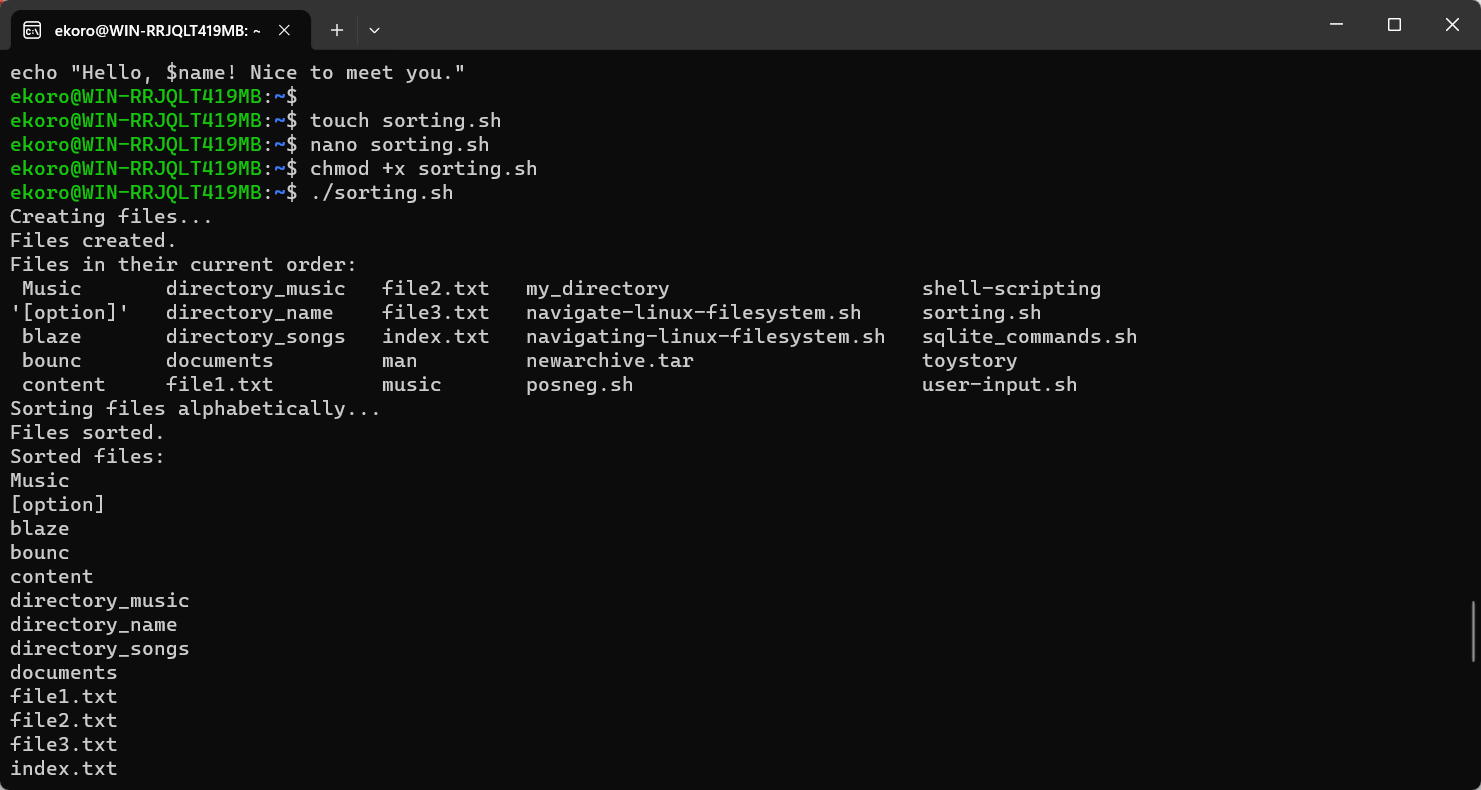 ekoro@WIN-RRJQLT419MB: ~
echo "Hello, $name! Nice to meet you."
ekoro@WIN-RRJQLT419MB:~$
ekoro@WIN-RRJQLT419MB:~$ touch sorting.sh
ekoro@WIN-RRJQLT419MB:~$ nano sorting.sh
ekoro@WIN-RRJQLT419MB:~$ chmod +x sorting.sh
ekoro@WIN-RRJQLT419MB:~$ ./sorting.sh
Creating files...
Files created.
Files in their current order:
 Music       directory_music   file2.txt   my_directory                     shell-scripting
'[option]'   directory_name    file3.txt   navigate-linux-filesystem.sh     sorting.sh
 blaze       directory_songs   index.txt   navigating-linux-filesystem.sh   sqlite_commands.sh
 bounc       documents         man         newarchive.tar                   toystory
 content     file1.txt         music       posneg.sh                        user-input.sh
Sorting files alphabetically...
Files sorted.
Sorted files:
Music
[option]
blaze
bounc
content
directory_music
directory_name
directory_songs
documents
file1.txt
file2.txt
file3.txt
index.txt